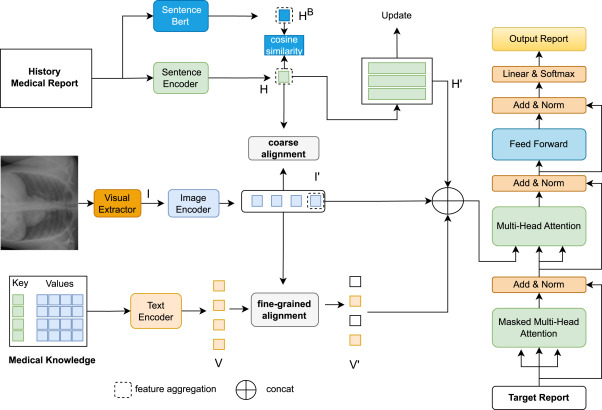 Sentence
Bert
H^B
Update
Output Report
cosine
similarity
History
Medical Report
Sentence
Encoder
H
H'
Linear & Softmax
Add & Norm
Feed Forward
coarse
alignment
I'
Add & Norm
Visual
Extractor
I
Image
Encoder
Multi-Head
Attention
Key
Values
Text
Encoder
fine-grained
alignment
Add & Norm
Masked Multi-Head
Attention
Medical Knowledge
V
V'
feature aggregation
concat
Target Report